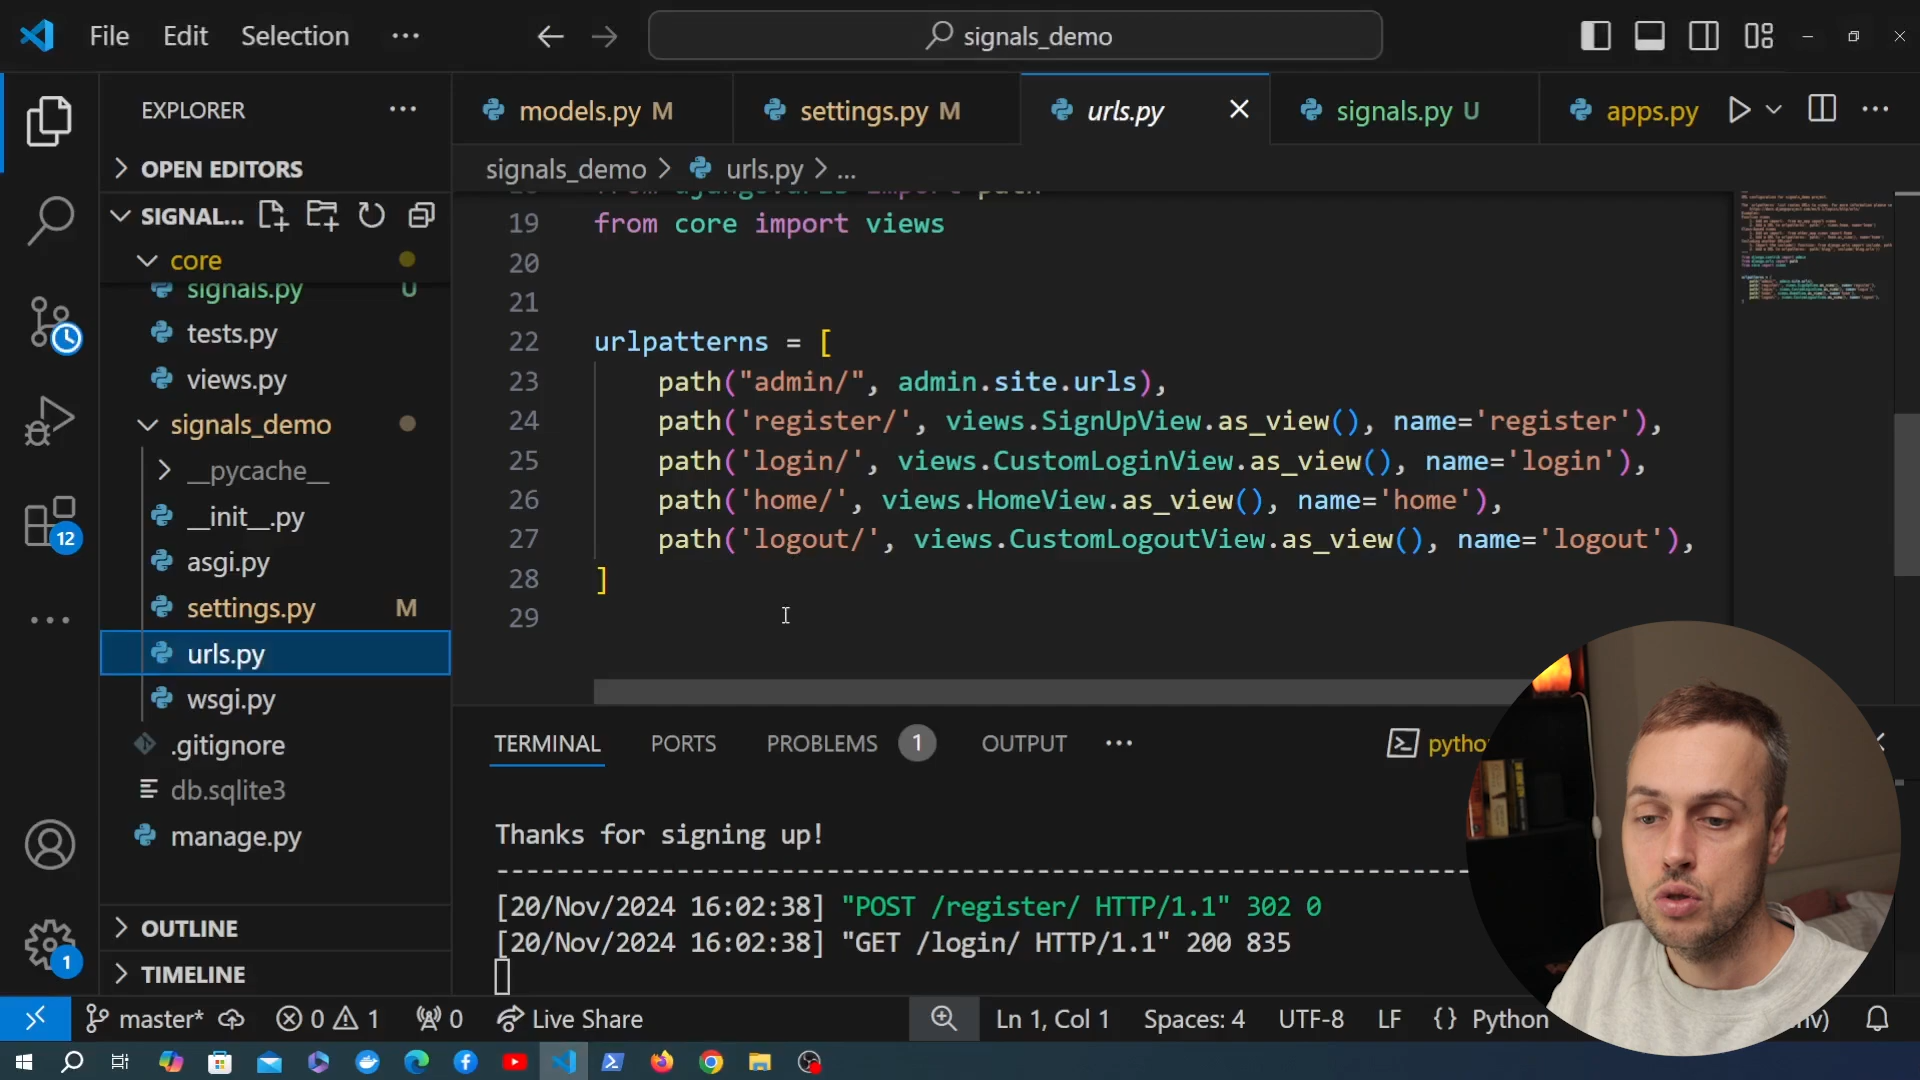 File Edit Selection ··· signals_demo
EXPLORER ···
OPEN EDITORS
SIGNAL...
core
signals.py U
tests.py
views.py
signals_demo
__pycache__
__init__.py
asgi.py
settings.py M
urls.py
wsgi.py
.gitignore
db.sqlite3
manage.py
OUTLINE
TIMELINE
12
1
models.py M settings.py M urls.py signals.py U apps.py ···
signals_demo > urls.py > ...
from django.urls import path
19 from core import views
20
21
22 urlpatterns = [
23 path("admin/", admin.site.urls),
24 path('register/', views.SignUpView.as_view(), name='register'),
25 path('login/', views.CustomLoginView.as_view(), name='login'),
26 path('home/', views.HomeView.as_view(), name='home'),
27 path('logout/', views.CustomLogoutView.as_view(), name='logout'),
28 ]
29
TERMINAL PORTS PROBLEMS 1 OUTPUT ···
Thanks for signing up!
-------------------------------------------------------------------------------
[20/Nov/2024 16:02:38] "POST /register/ HTTP/1.1" 302 0
[20/Nov/2024 16:02:38] "GET /login/ HTTP/1.1" 200 835
master* 0 1 0 Live Share Ln 1, Col 1 Spaces: 4 UTF-8 LF {} Python